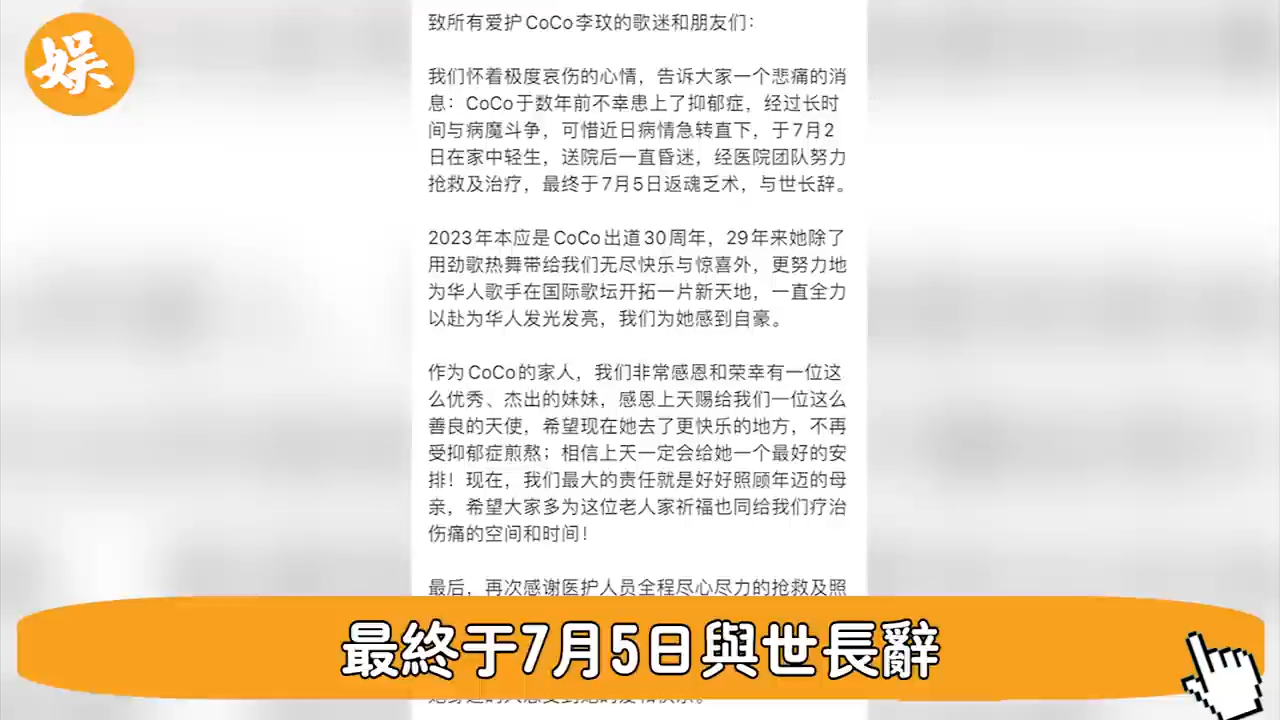 娱
致所有爱护CoCo李玟的歌迷和朋友们：
我们怀着极度哀伤的心情，告诉大家一个悲痛的消
息：CoCo于数年前不幸患上了抑郁症，经过长时
间与病魔斗争，可惜近日病情急转直下，于7月2
日在家中轻生，送院后一直昏迷，经医院团队努力
抢救及治疗，最终于7月5日返魂乏术，与世长辞。
2023年本应是CoCo出道30周年，29年来她除了
用劲歌热舞带给我们无尽快乐与惊喜外，更努力地
为华人歌手在国际歌坛开拓一片新天地，一直全力
以赴为华人发光发亮，我们为她感到自豪。
作为CoCo的家人，我们非常感恩和荣幸有一位这
么优秀、杰出的妹妹，感恩上天赐给我们一位这么
善良的天使，希望现在她去了更快乐的地方，不再
受抑郁症煎熬；相信上天一定会给她一个最好的安
排！现在，我们最大的责任就是好好照顾年迈的母
亲，希望大家多为这位老人家祈福也同给我们疗治
伤痛的空间和时间！
最后，再次感谢医护人员全程尽心尽力的抢救及照
最終于7月5日與世長辭